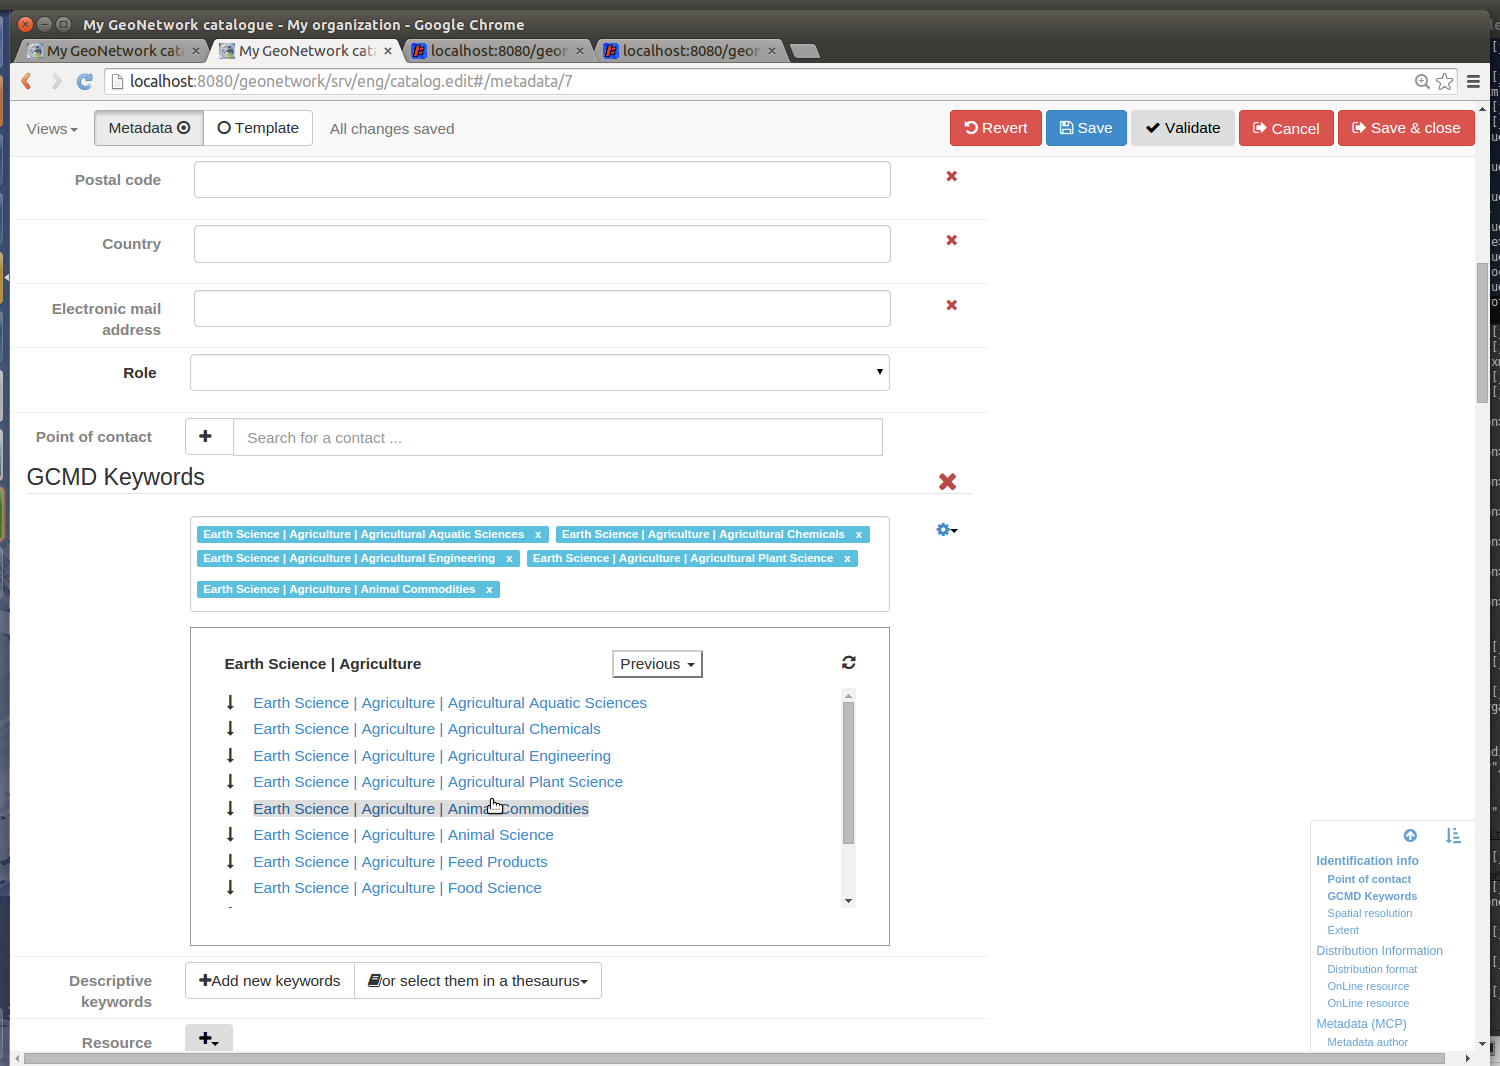 My GeoNetwork catalogue - My organization - Google Chrome
My GeoNetwork cat
My GeoNetwork cat
localhost:8080/geor
localhost:8080/geor
localhost:8080/geonetwork/srv/eng/catalog.edit#/metadata/7
Views
Metadata
Template
All changes saved
Revert
Save
Validate
Cancel
Save & close
Postal code
Country
Electronic mail
address
Role
Point of contact
Search for a contact ...
GCMD Keywords
Earth Science | Agriculture | Agricultural Aquatic Sciences x
Earth Science | Agriculture | Agricultural Chemicals x
Earth Science | Agriculture | Agricultural Engineering x
Earth Science | Agriculture | Agricultural Plant Science x
Earth Science | Agriculture | Animal Commodities x
Earth Science | Agriculture
Previous
Earth Science | Agriculture | Agricultural Aquatic Sciences
Earth Science | Agriculture | Agricultural Chemicals
Earth Science | Agriculture | Agricultural Engineering
Earth Science | Agriculture | Agricultural Plant Science
Earth Science | Agriculture | Animal Commodities
Earth Science | Agriculture | Animal Science
Earth Science | Agriculture | Feed Products
Earth Science | Agriculture | Food Science
Descriptive
keywords
Add new keywords
or select them in a thesaurus
Resource
Identification info
Point of contact
GCMD Keywords
Spatial resolution
Extent
Distribution Information
Distribution format
OnLine resource
OnLine resource
Metadata (MCP)
Metadata author